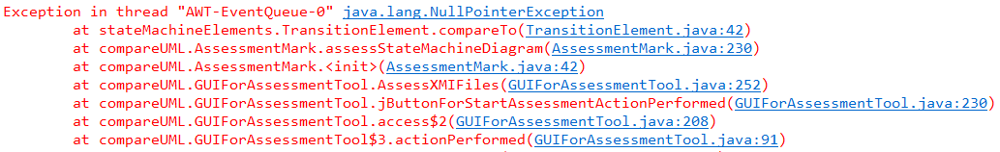 Exception in thread "AWT-EventQueue-0" java.lang.NullPointerException
at stateMachineElements.TransitionElement.compareTo(TransitionElement.java:42)
at compareUML.AssessmentMark.assessStateMachineDiagram(AssessmentMark.java:230)
at compareUML.AssessmentMark.<init>(AssessmentMark.java:42)
at compareUML.GUIForAssessmentTool.AssessXMIFiles(GUIForAssessmentTool.java:252)
at compareUML.GUIForAssessmentTool.jButtonForStartAssessmentActionPerformed(GUIForAssessmentTool.java:230)
at compareUML.GUIForAssessmentTool.access$2(GUIForAssessmentTool.java:208)
at compareUML.GUIForAssessmentTool$3.actionPerformed(GUIForAssessmentTool.java:91)